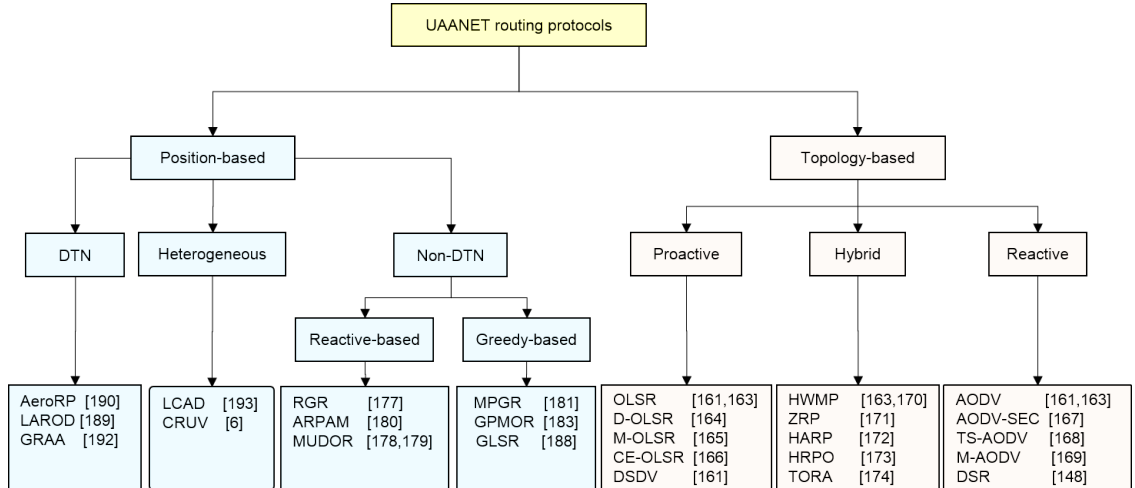 UAANET routing protocols
Position-based
Topology-based
DTN
Heterogeneous
Non-DTN
Proactive
Hybrid
Reactive
Reactive-based
Greedy-based
AeroRP [190]
LAROD [189]
GRAA [192]
LCAD [193]
CRUV [6]
RGR [177]
ARPAM [180]
MUDOR [178,179]
MPGR [181]
GPMOR [183]
GLSR [188]
OLSR [161,163]
D-OLSR [164]
M-OLSR [165]
CE-OLSR [166]
DSDV [161]
HWMP [163,170]
ZRP [171]
HARP [172]
HRPO [173]
TORA [174]
AODV [161,163]
AODV-SEC [167]
TS-AODV [168]
M-AODV [169]
DSR [148]